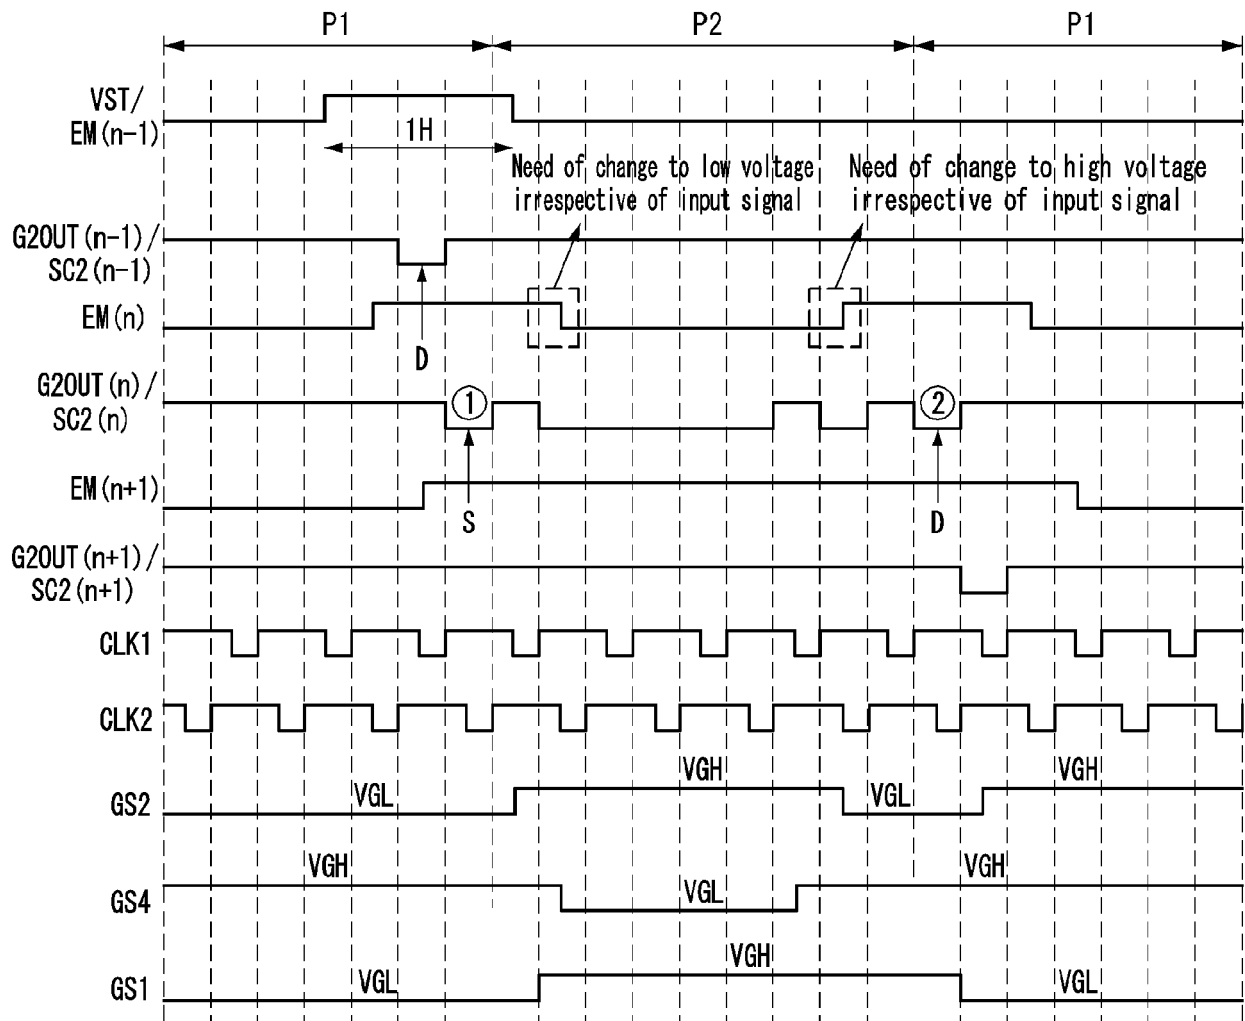 P1
P2
P1
VST/
EM(n-1)
1H
Need of change to low voltage
irrespective of input signal
Need of change to high voltage
irrespective of input signal
G2OUT(n-1)/
SC2(n-1)
D
EM(n)
G2OUT(n)/
SC2(n)
①
②
S
D
EM(n+1)
G2OUT(n+1)/
SC2(n+1)
CLK1
CLK2
GS2
VGL
VGH
VGL
VGH
GS4
VGH
VGL
VGH
GS1
VGL
VGH
VGL